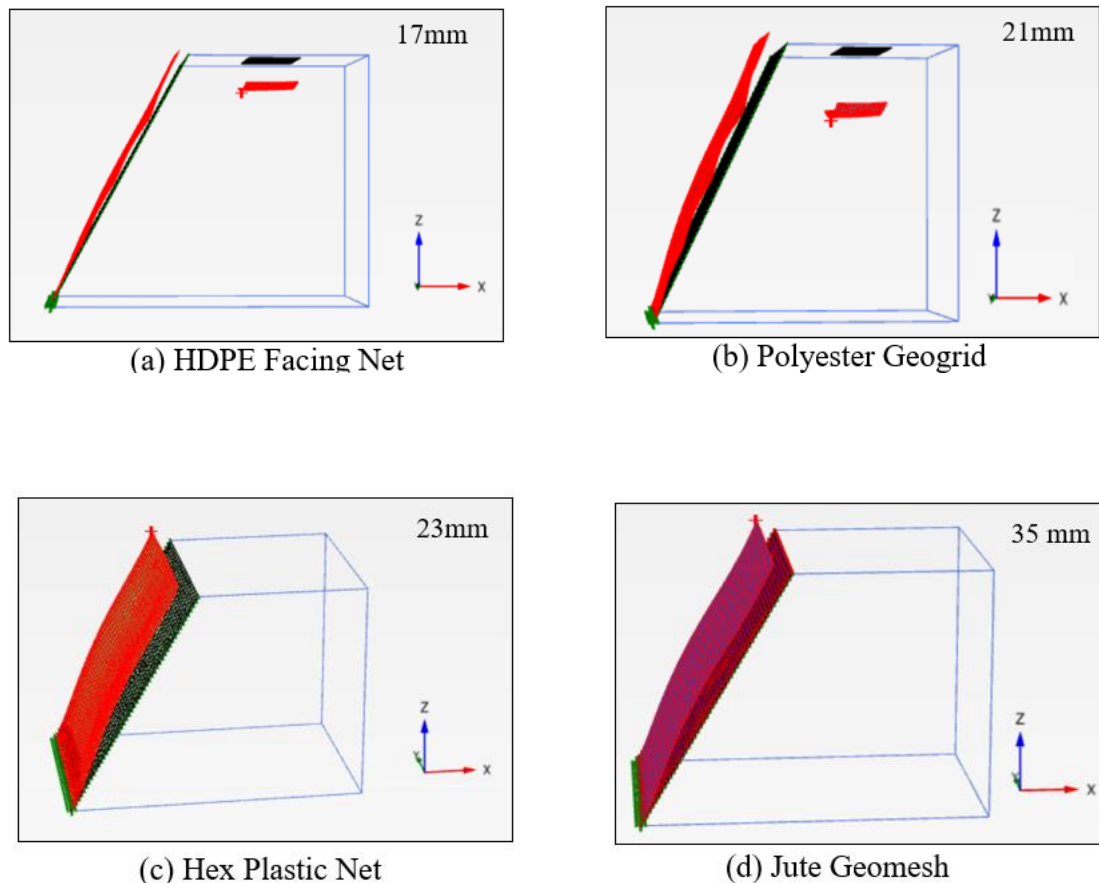 17mm
Z
X
(a) HDPE Facing Net
21mm
Z
X
(b) Polyester Geogrid
23mm
Z
Y
X
(c) Hex Plastic Net
35 mm
Z
Y
X
(d) Jute Geomesh